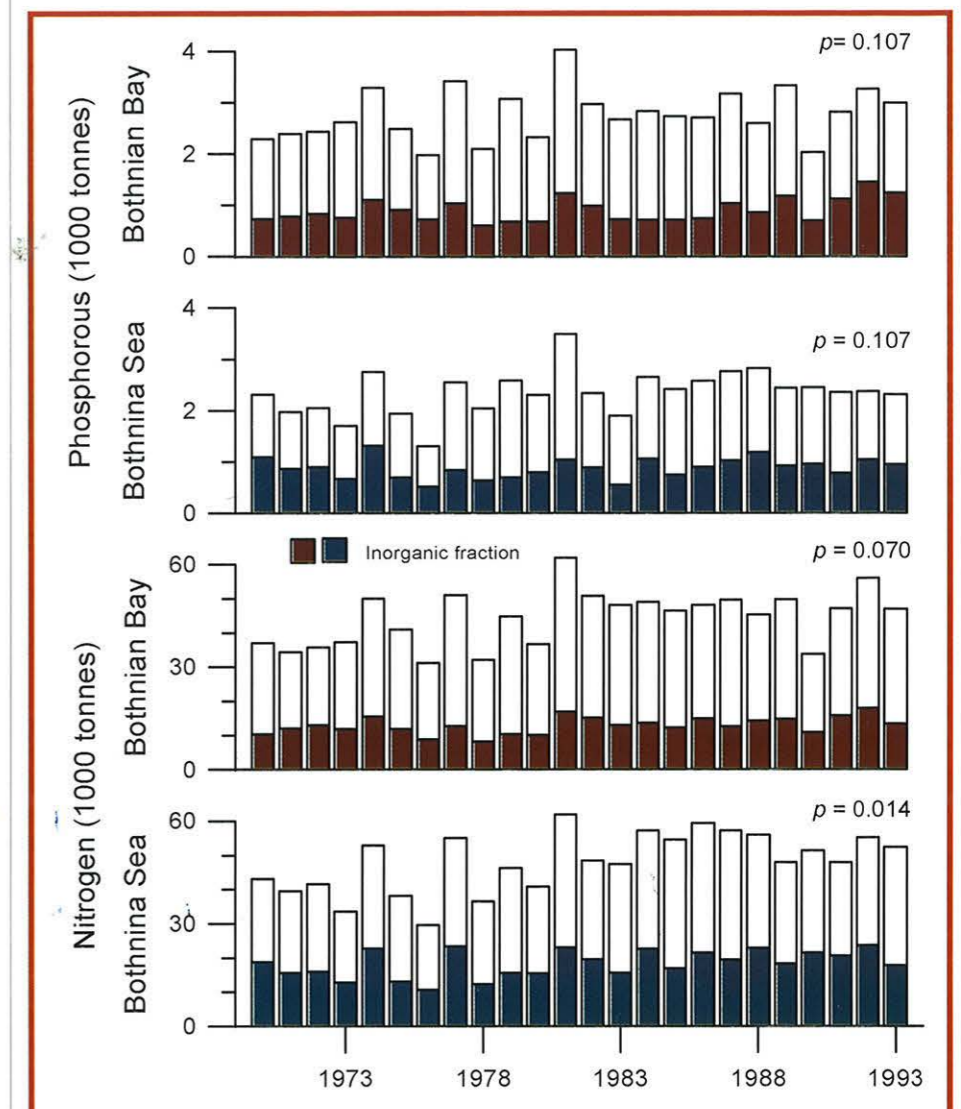 p= 0.107
Phosphorous (1000 tonnes)
Bothnian Bay
4
2
0
p = 0.107
Bothnina Sea
4
2
0
Inorganic fraction
p = 0.070
Nitrogen (1000 tonnes)
Bothnian Bay
60
30
0
p = 0.014
Bothnina Sea
60
30
0
1973 1978 1983 1988 1993